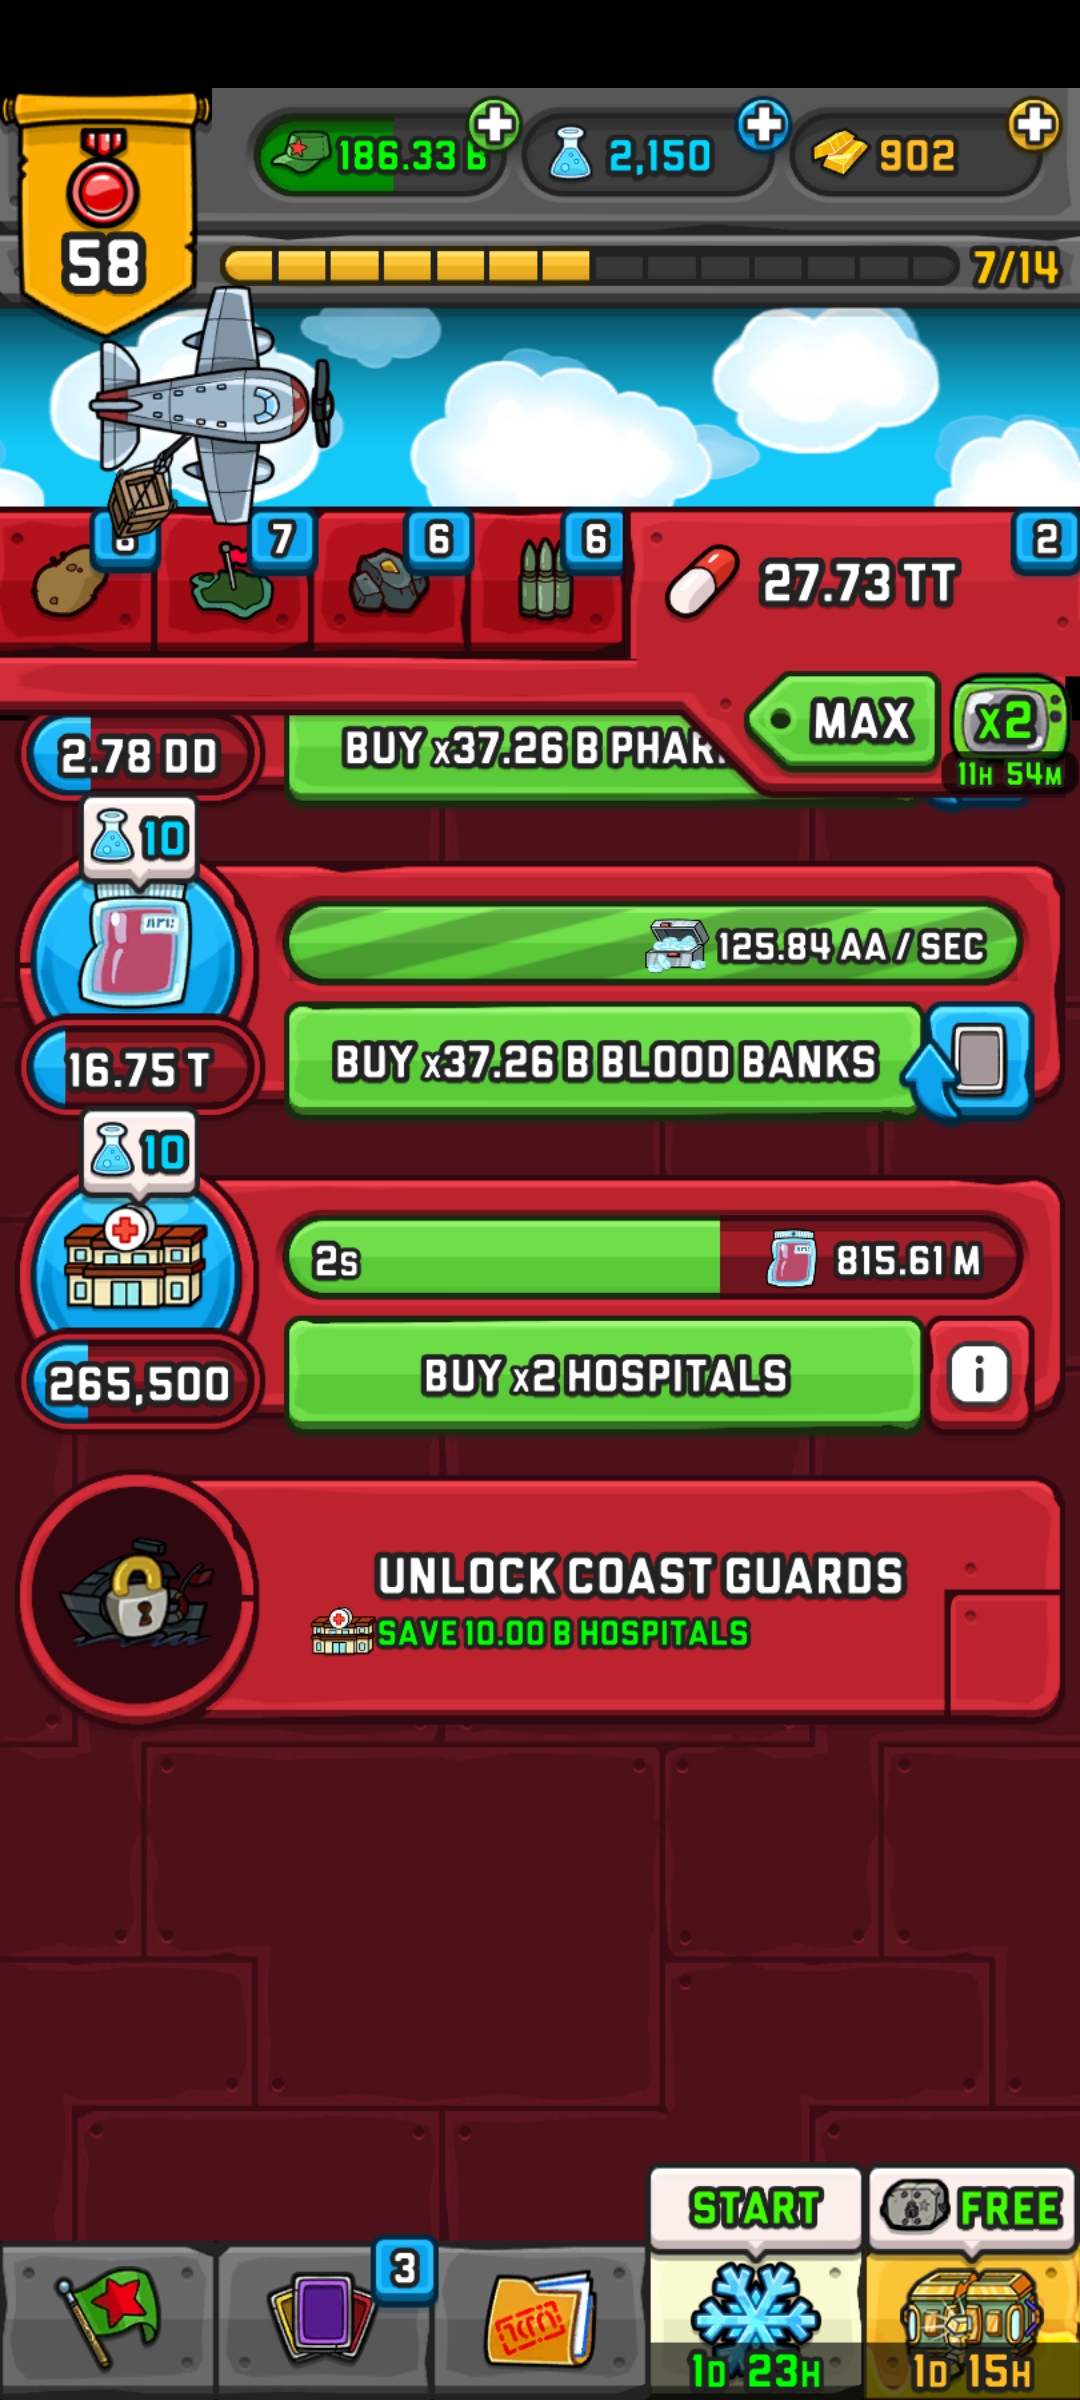 58
186.33 B
2,150
902
7/14
7
6
6
27.73 TT
2
MAX
x2
11H 54M
2.78 DD
BUY x37.26 B PHAR
10
125.84 AA / SEC
16.75 T
BUY x37.26 B BLOOD BANKS
10
2s
815.61 M
265,500
BUY x2 HOSPITALS
i
UNLOCK COAST GUARDS
SAVE 10.00 B HOSPITALS
START
FREE
3
1D 23H
1D 15H